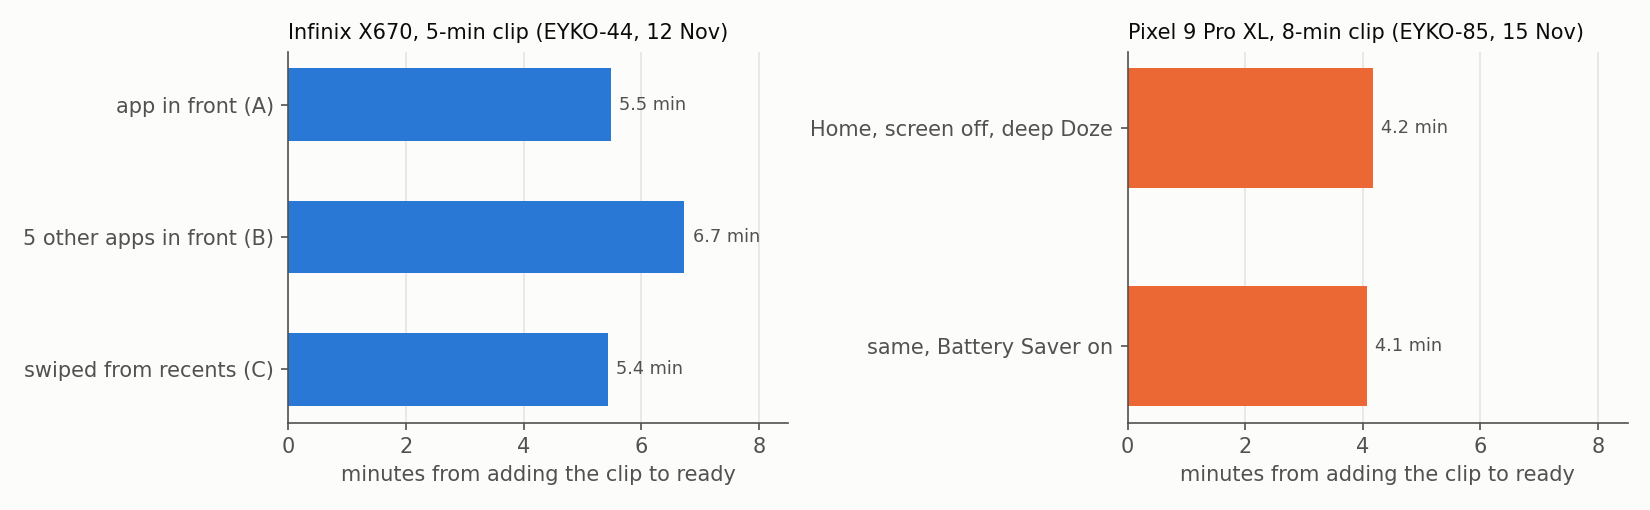 Infinix X670, 5-min clip (EYKO-44, 12 Nov)
app in front (A)
5.5 min
5 other apps in front (B)
6.7 min
swiped from recents (C)
5.4 min
0 2 4 6 8
minutes from adding the clip to ready
Pixel 9 Pro XL, 8-min clip (EYKO-85, 15 Nov)
Home, screen off, deep Doze
4.2 min
same, Battery Saver on
4.1 min
0 2 4 6 8
minutes from adding the clip to ready